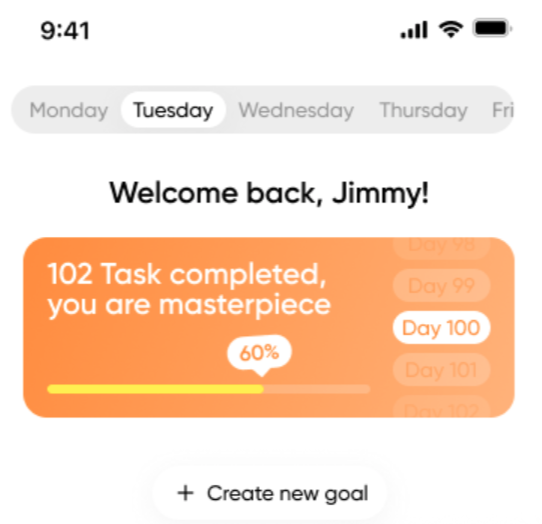 9:41
Monday Tuesday Wednesday Thursday Fri
Welcome back, Jimmy!
102 Task completed,
you are masterpiece
60%
Day 98
Day 99
Day 100
Day 101
Day 102
+ Create new goal